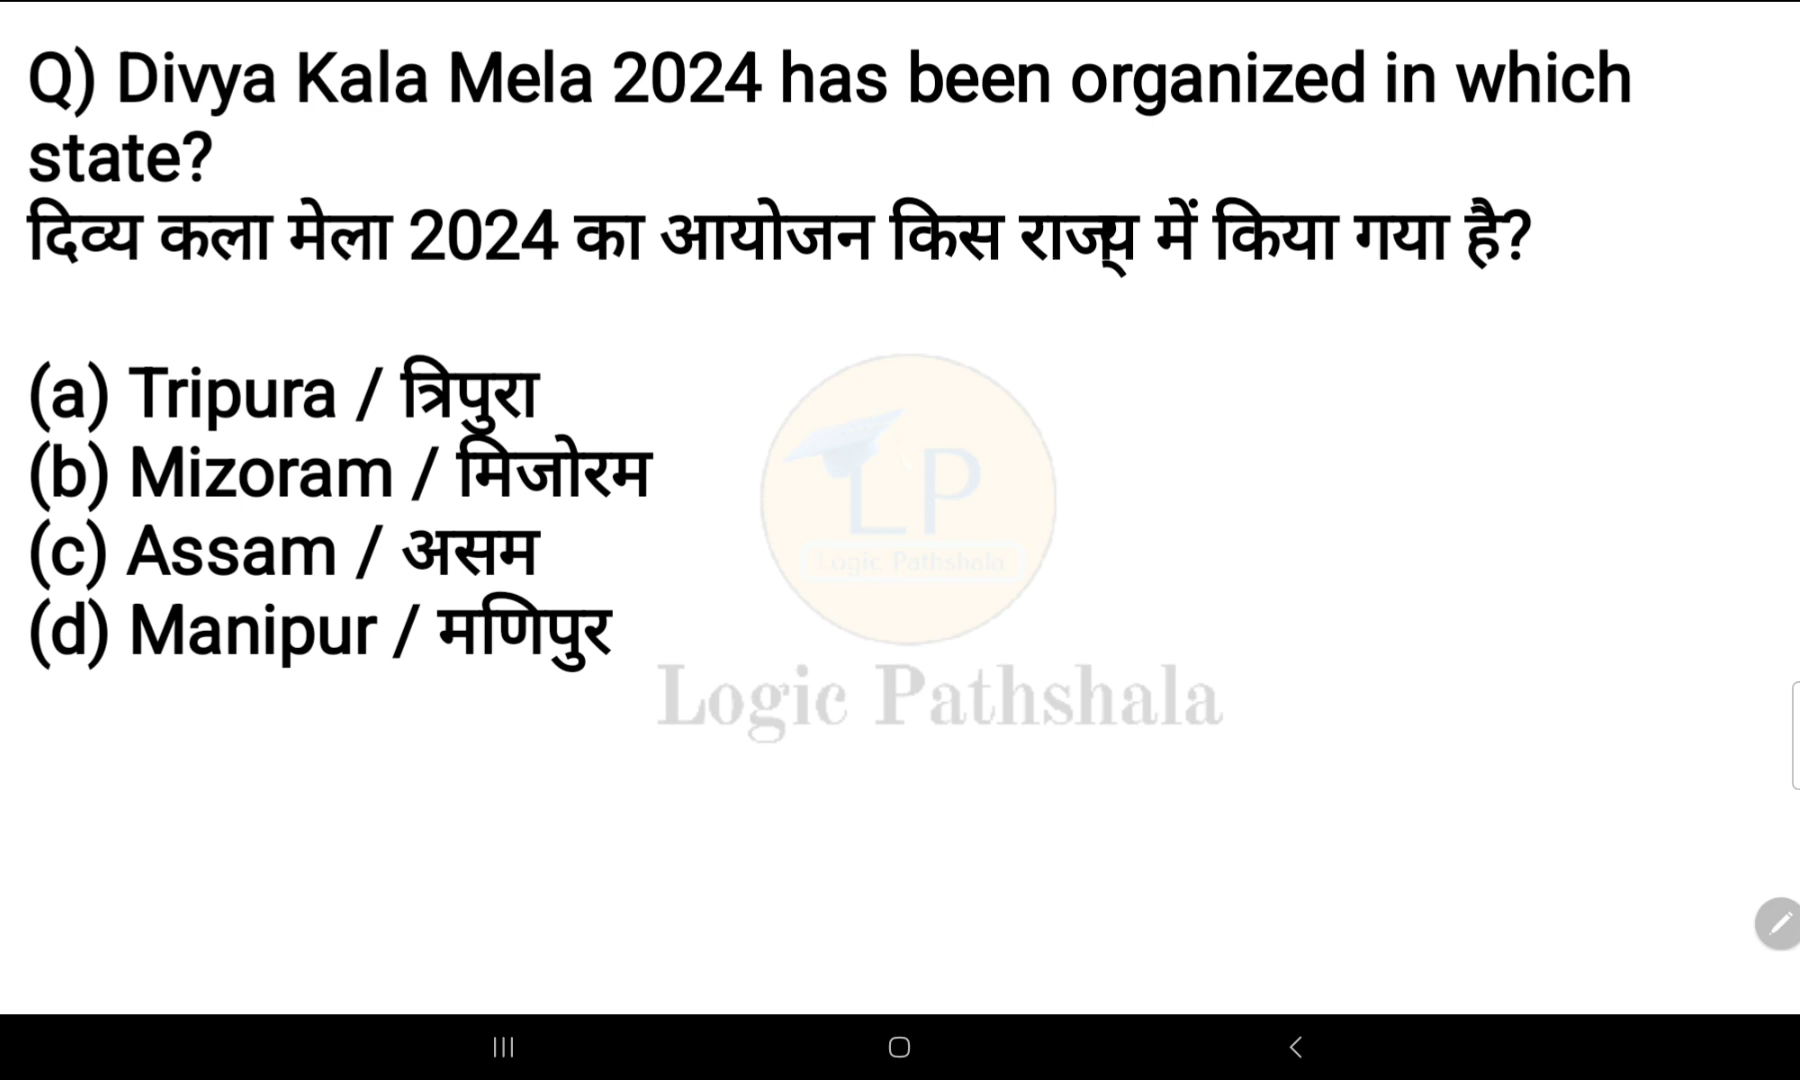 Q) Divya Kala Mela 2024 has been organized in which
state?
दिव्य कला मेला 2024 का आयोजन किस राज्य में किया गया है?
(a) Tripura / त्रिपुरा
(b) Mizoram / मिजोरम
(c) Assam / असम
(d) Manipur / मणिपुर
LP
Logic Pathshala
Logic Pathshala